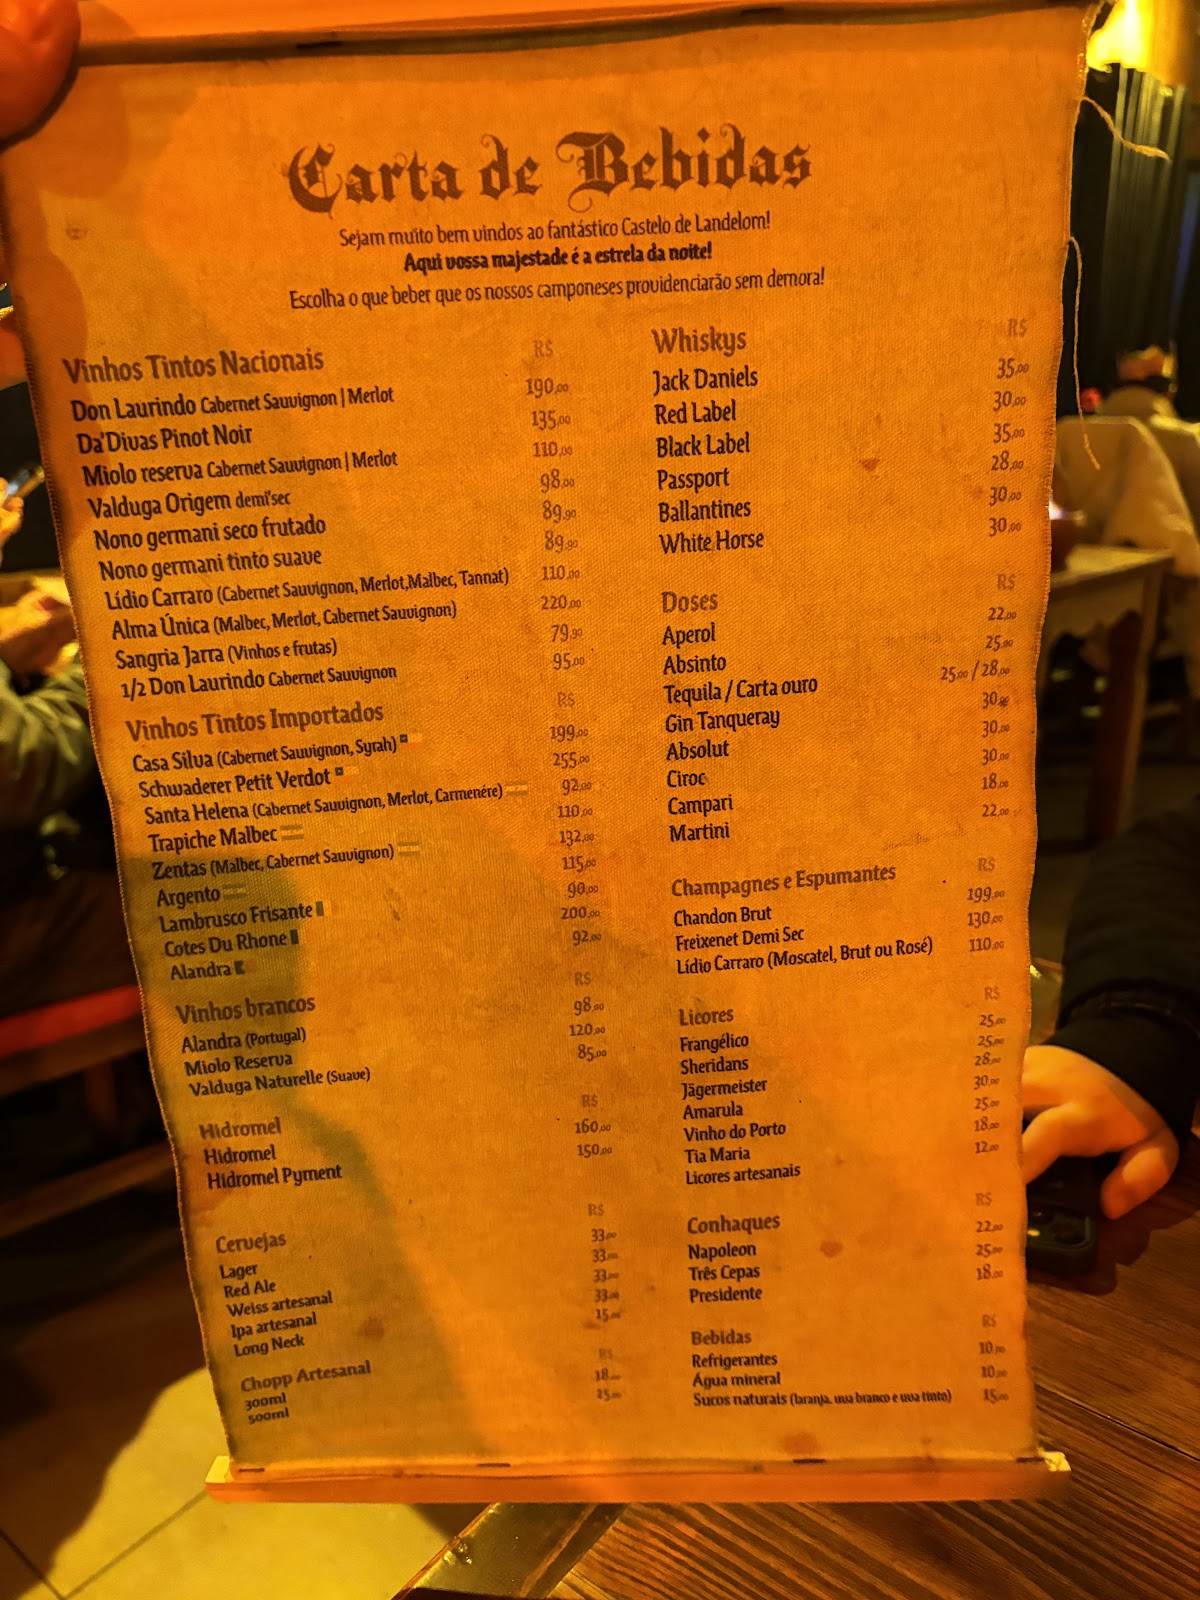 Carta de Bebidas
Sejam muito bem vindos ao fantástico Castelo de Landelom!
Aqui vossa majestade é a estrela da noite!
Escolha o que beber que os nossos camponeses providenciarão sem demora!
Vinhos Tintos Nacionais R$
Don Laurindo Cabernet Sauvignon | Merlot 190,00
Da'Divas Pinot Noir 135,00
Miolo reserva Cabernet Sauvignon | Merlot 110,00
Valduga Origem demi'sec 98,00
Nono germani seco frutado 89,90
Nono germani tinto suave 89,90
Lídio Carraro (Cabernet Sauvignon, Merlot,Malbec, Tannat) 110,00
Alma Única (Malbec, Merlot, Cabernet Sauvignon) 220,00
Sangria Jarra (Vinhos e frutas) 79,90
1/2 Don Laurindo Cabernet Sauvignon 95,00
Vinhos Tintos Importados R$
Casa Silva (Cabernet Sauvignon, Syrah) 199,00
Schwaderer Petit Verdot 255,00
Santa Helena (Cabernet Sauvignon, Merlot, Carmenére) 92,00
Trapiche Malbec 110,00
Zentas (Malbec, Cabernet Sauvignon) 132,00
Argento 115,00
Lambrusco Frisante 90,00
Cotes Du Rhone 200,00
Alandra 92,00
Vinhos brancos R$
Alandra (Portugal) 98,00
Miolo Reserva 120,00
Valduga Naturelle (Suave) 85,00
Hidromel R$
Hidromel 160,00
Hidromel Pyment 150,00
Cervejas R$
Lager 33,00
Red Ale 33,00
Weiss artesanal 33,00
Ipa artesanal 33,00
Long Neck 15,00
Chopp Artesanal R$
300ml 18,00
500ml 25,00
Whiskys R$
Jack Daniels 35,00
Red Label 30,00
Black Label 35,00
Passport 28,00
Ballantines 30,00
White Horse 30,00
Doses R$
Aperol 22,00
Absinto 25,00
Tequila / Carta ouro 25,00 / 28,00
Gin Tanqueray 30,00
Absolut 30,00
Ciroc 30,00
Campari 18,00
Martini 22,00
Champagnes e Espumantes R$
Chandon Brut 199,00
Freixenet Demi Sec 130,00
Lídio Carraro (Moscatel, Brut ou Rosé) 110,00
Licores R$
Frangélico 25,00
Sheridans 25,00
Jägermeister 28,00
Amarula 30,00
Vinho do Porto 25,00
Tia Maria 18,00
Licores artesanais 12,00
Conhaques R$
Napoleon 22,00
Três Cepas 25,00
Presidente 18,00
Bebidas R$
Refrigerantes 10,00
Água mineral 10,00
Sucos naturais (laranja, uva branco e uva tinto) 15,00